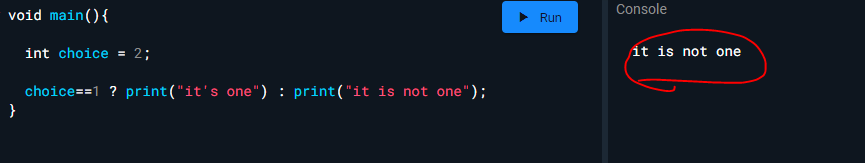 void main(){
int choice = 2;
choice==1 ? print("it's one") : print("it is not one");
}
Run
Console
it is not one